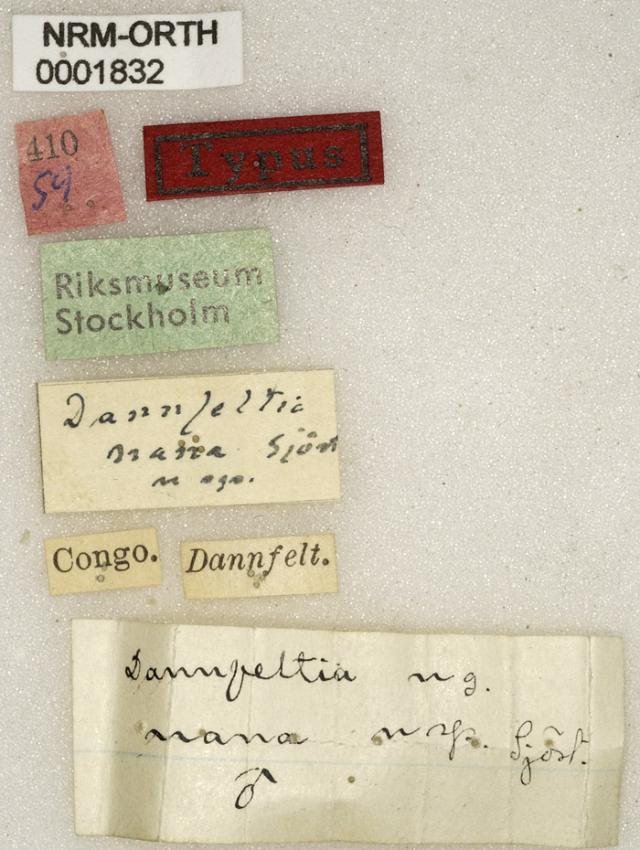 NRM-ORTH
0001832
410
54
Typus
Riksmuseum
Stockholm
Dannfeltia
nana Sjöst
n sp.
Congo.
Dannfelt.
Dannfeltia n g.
nana n sp. Sjöst.
♂